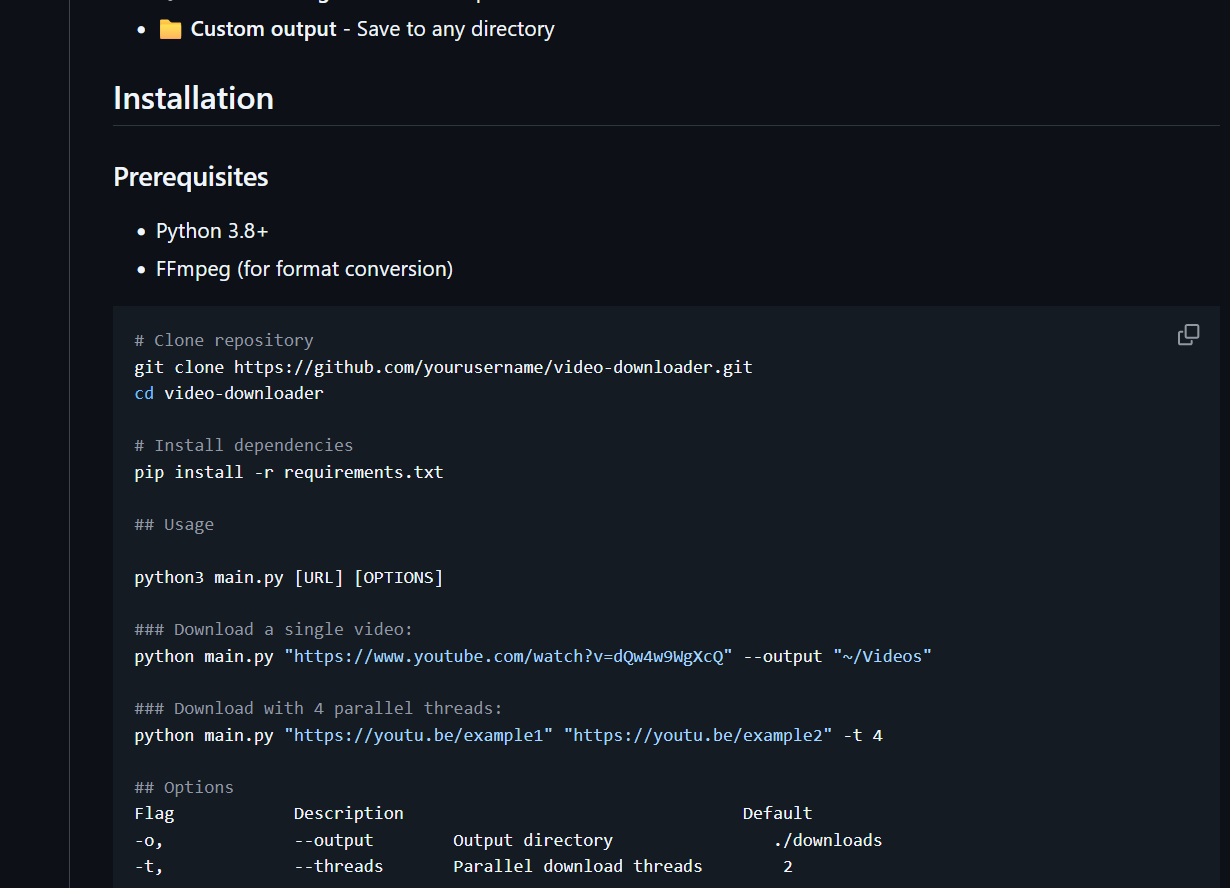 Custom output - Save to any directory
Installation
Prerequisites
Python 3.8+
FFmpeg (for format conversion)
# Clone repository
git clone https://github.com/yourusername/video-downloader.git
cd video-downloader
# Install dependencies
pip install -r requirements.txt
## Usage
python3 main.py [URL] [OPTIONS]
### Download a single video:
python main.py "https://www.youtube.com/watch?v=dQw4w9WgXcQ" --output "~/Videos"
### Download with 4 parallel threads:
python main.py "https://youtu.be/example1" "https://youtu.be/example2" -t 4
## Options
Flag Description Default
-o, --output Output directory ./downloads
-t, --threads Parallel download threads 2